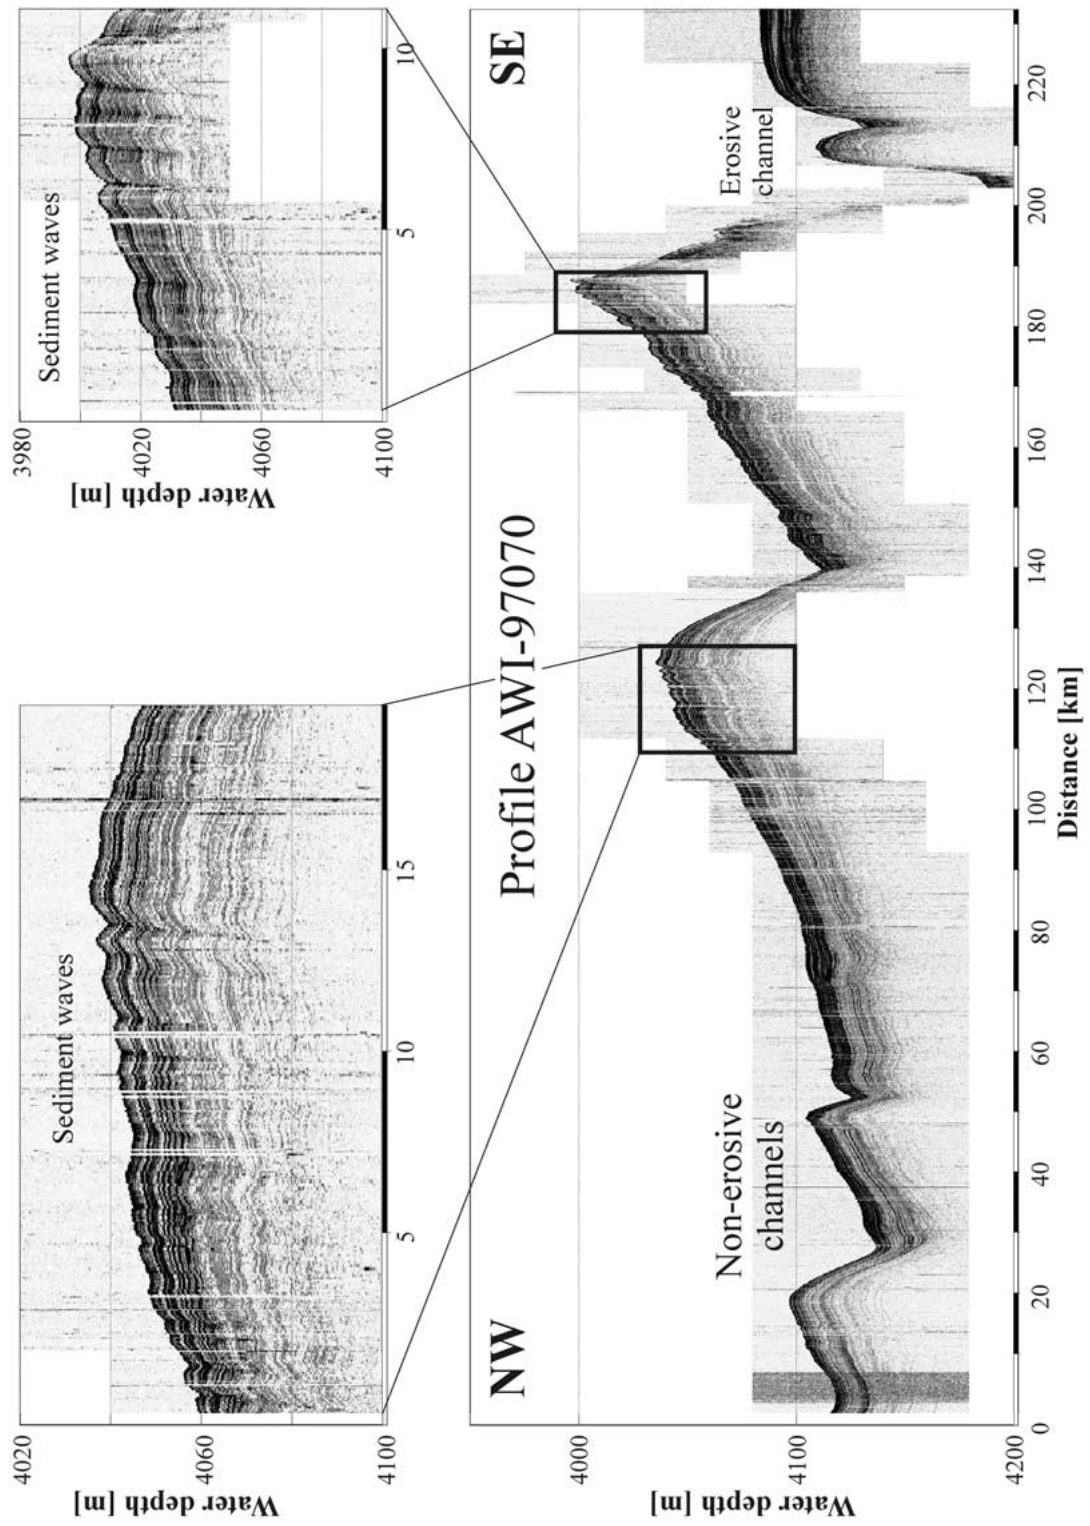 4020
4060
4100
Water depth [m]
Sediment waves
5
10
15
3980
4020
4060
4100
Water depth [m]
Sediment waves
5
10
NW
Profile AWI-97070
SE
4000
4100
4200
Water depth [m]
Non-erosive
channels
Erosive
channel
0
20
40
60
80
100
120
140
160
180
200
220
Distance [km]